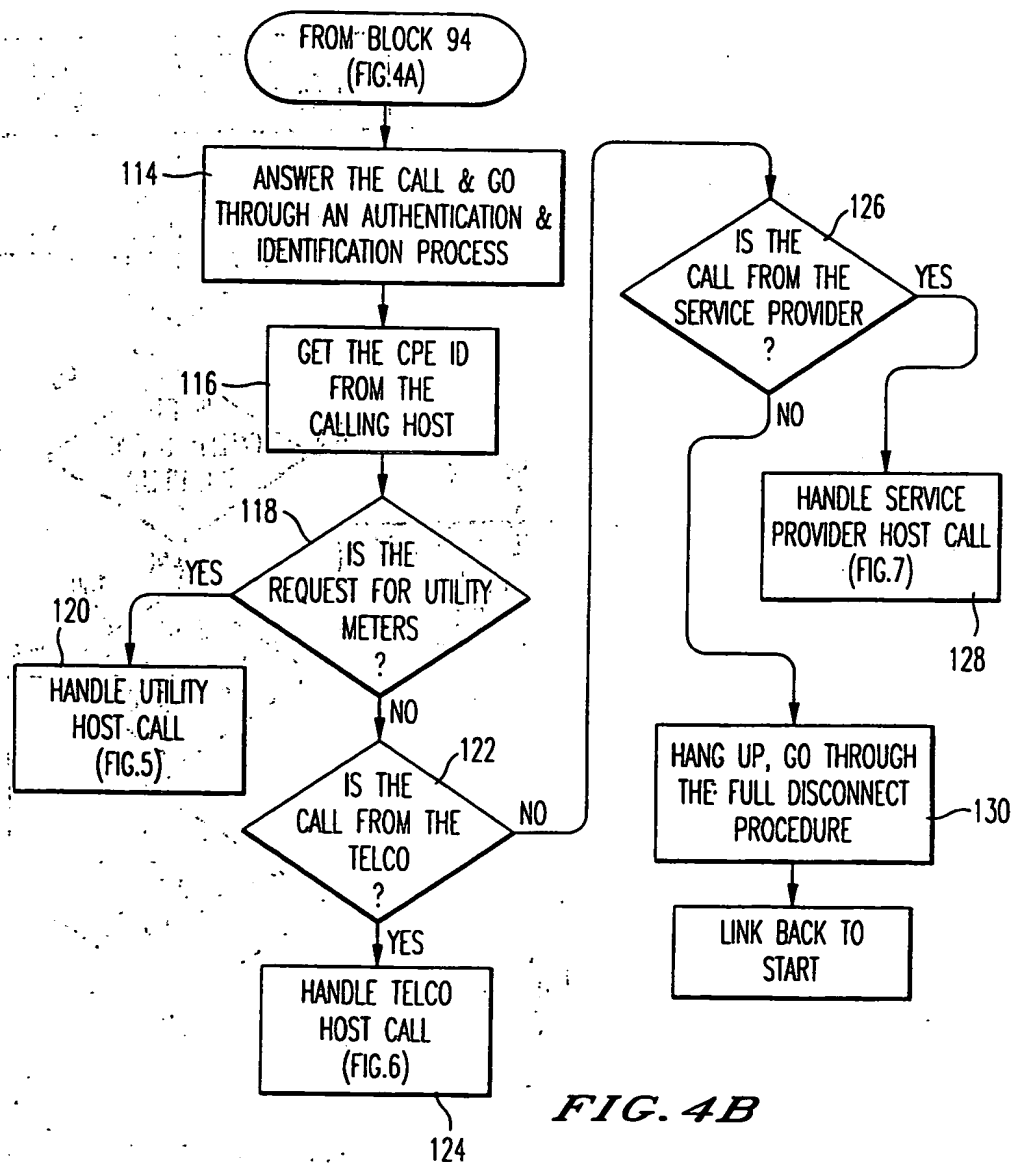 FROM BLOCK 94
(FIG.4A)
114
ANSWER THE CALL & GO
THROUGH AN AUTHENTICATION &
IDENTIFICATION PROCESS
116
GET THE CPE ID
FROM THE
CALLING HOST
118
IS THE
REQUEST FOR UTILITY
METERS
?
YES
NO
120
HANDLE UTILITY
HOST CALL
(FIG.5)
122
IS THE
CALL FROM THE
TELCO
?
NO
YES
HANDLE TELCO
HOST CALL
(FIG.6)
124
126
IS THE
CALL FROM THE
SERVICE PROVIDER
?
YES
NO
HANDLE SERVICE
PROVIDER HOST CALL
(FIG.7)
128
HANG UP, GO THROUGH
THE FULL DISCONNECT
PROCEDURE
130
LINK BACK TO
START
FIG. 4B